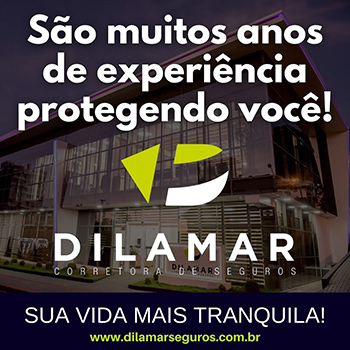 São muitos anos
de experiência
protegendo você!
DILAMAR
CORRETORA DE SEGUROS
DILAMAR
SUA VIDA MAIS TRANQUILA!
www.dilamarseguros.com.br